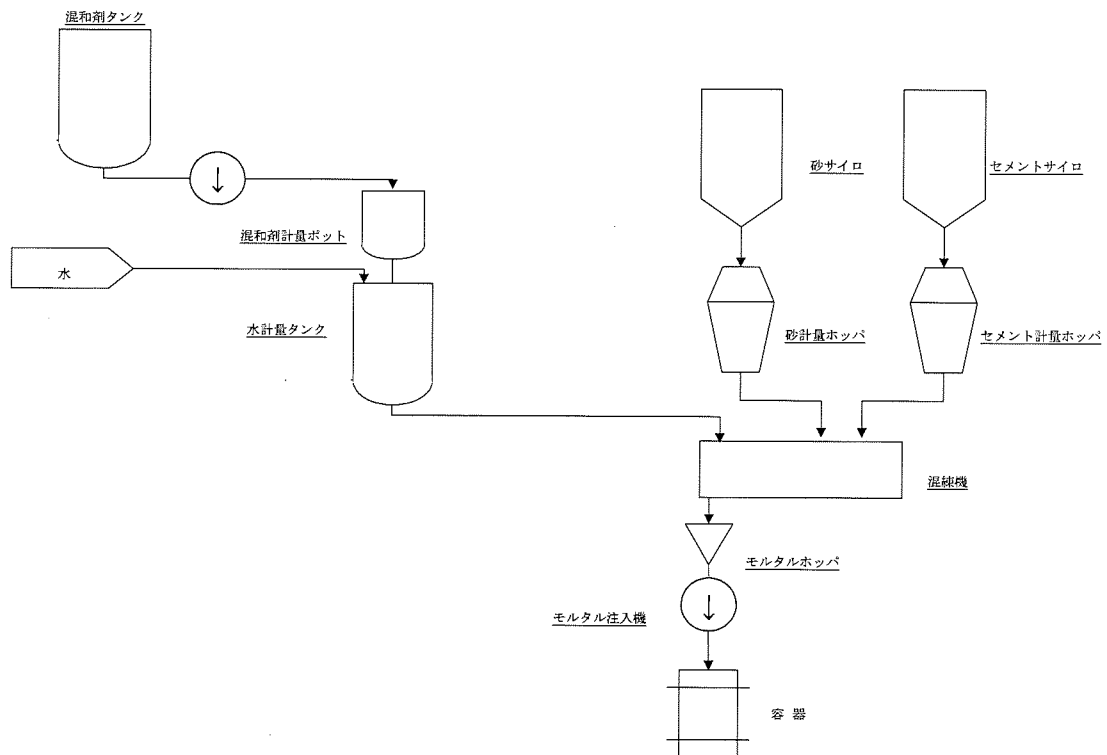 混和剤タンク
砂サイロ
セメントサイロ
混和剤計量ポット
水
水計量タンク
砂計量ホッパ
セメント計量ホッパ
混練機
モルタルホッパ
モルタル注入機
容器